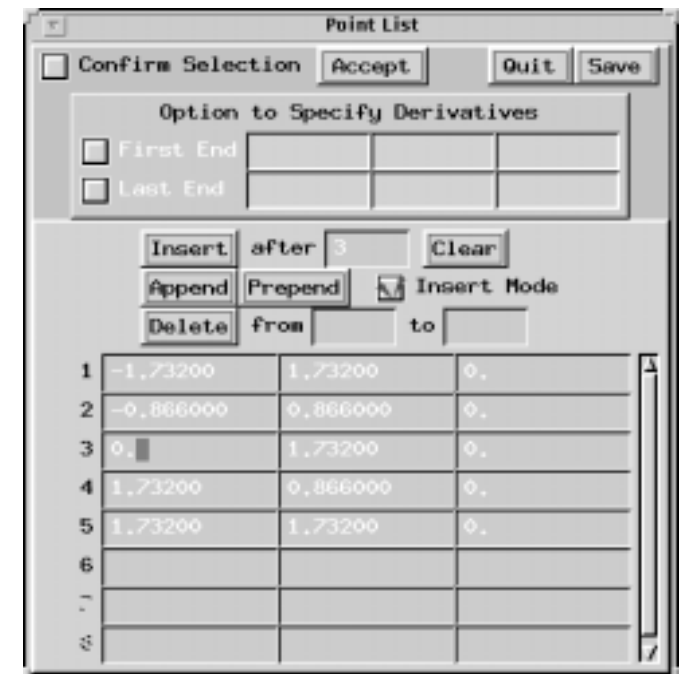 Point List
Confirm Selection Accept Quit Save
Option to Specify Derivatives
First End
Last End
Insert after 3 Clear
Append Prepend Insert Mode
Delete from to
1 -1.73200 1.73200 0.
2 -0.866000 0.866000 0.
3 0. 1.73200 0.
4 1.73200 0.866000 0.
5 1.73200 1.73200 0.
6
7
8